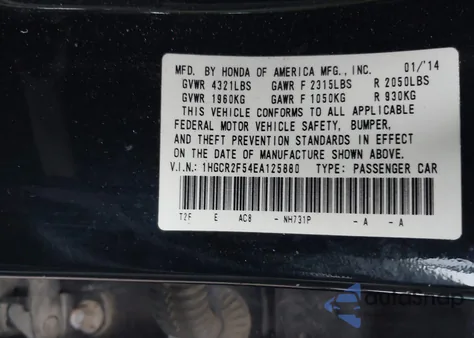 MFD. BY HONDA OF AMERICA MFG., INC. 01/'14
GVWR 4321LBS GAWR F 2315LBS R 2050LBS
GVWR 1960KG GAWR F 1050KG R 930KG
THIS VEHICLE CONFORMS TO ALL APPLICABLE
FEDERAL MOTOR VEHICLE SAFETY, BUMPER,
AND THEFT PREVENTION STANDARDS IN EFFECT
ON THE DATE OF MANUFACTURE SHOWN ABOVE.
V.I.N.: 1HGCR2F54EA125880 TYPE: PASSENGER CAR
T2F E AC8 - NH731P - A - A
AutoSnap